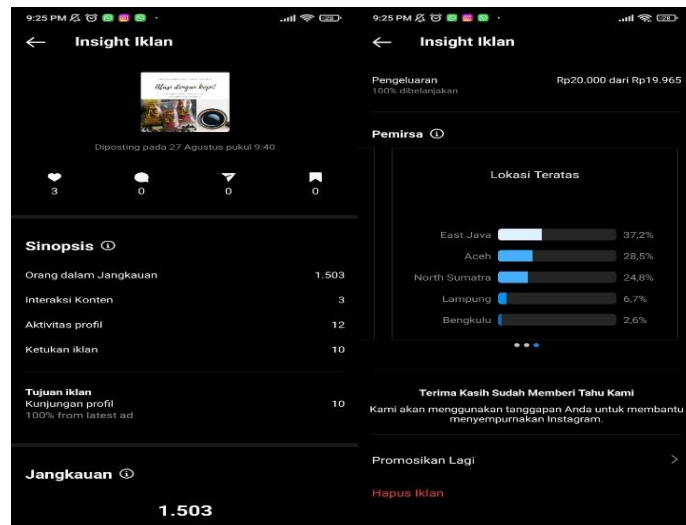 9:25 PM
28
Insight Iklan
Afasi dengan kopi!
Diposting pada 27 Agustus pukul 9:40
3
0
0
0
Sinopsis
Orang dalam Jangkauan 1.503
Interaksi Konten 3
Aktivitas profil 12
Ketukan iklan 10
Tujuan iklan
Kunjungan profil 10
100% from latest ad
Jangkauan
1.503
9:25 PM
28
Insight Iklan
Pengeluaran Rp20.000 dari Rp19.965
100% dibelanjakan
Pemirsa
Lokasi Teratas
East Java 37,2%
Aceh 28,5%
North Sumatra 24,8%
Lampung 6,7%
Bengkulu 2,6%
Terima Kasih Sudah Memberi Tahu Kami
Kami akan menggunakan tanggapan Anda untuk membantu
menyempurnakan Instagram.
Promosikan Lagi
Hapus Iklan